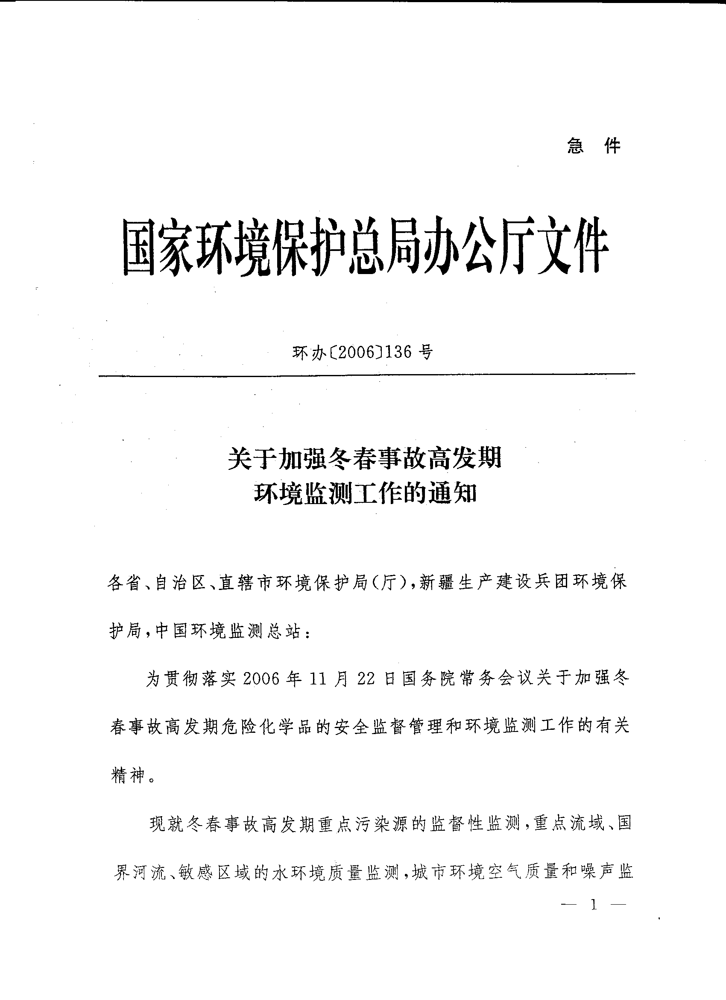 急 件
国家环境保护总局办公厅文件
环办〔2006〕136 号
关于加强冬春事故高发期
环境监测工作的通知
各省、自治区、直辖市环境保护局(厅),新疆生产建设兵团环境保
护局,中国环境监测总站:
为贯彻落实 2006 年 11 月 22 日国务院常务会议关于加强冬
春事故高发期危险化学品的安全监督管理和环境监测工作的有关
精神。
现就冬春事故高发期重点污染源的监督性监测,重点流域、国
界河流、敏感区域的水环境质量监测,城市环境空气质量和噪声监
— 1 —